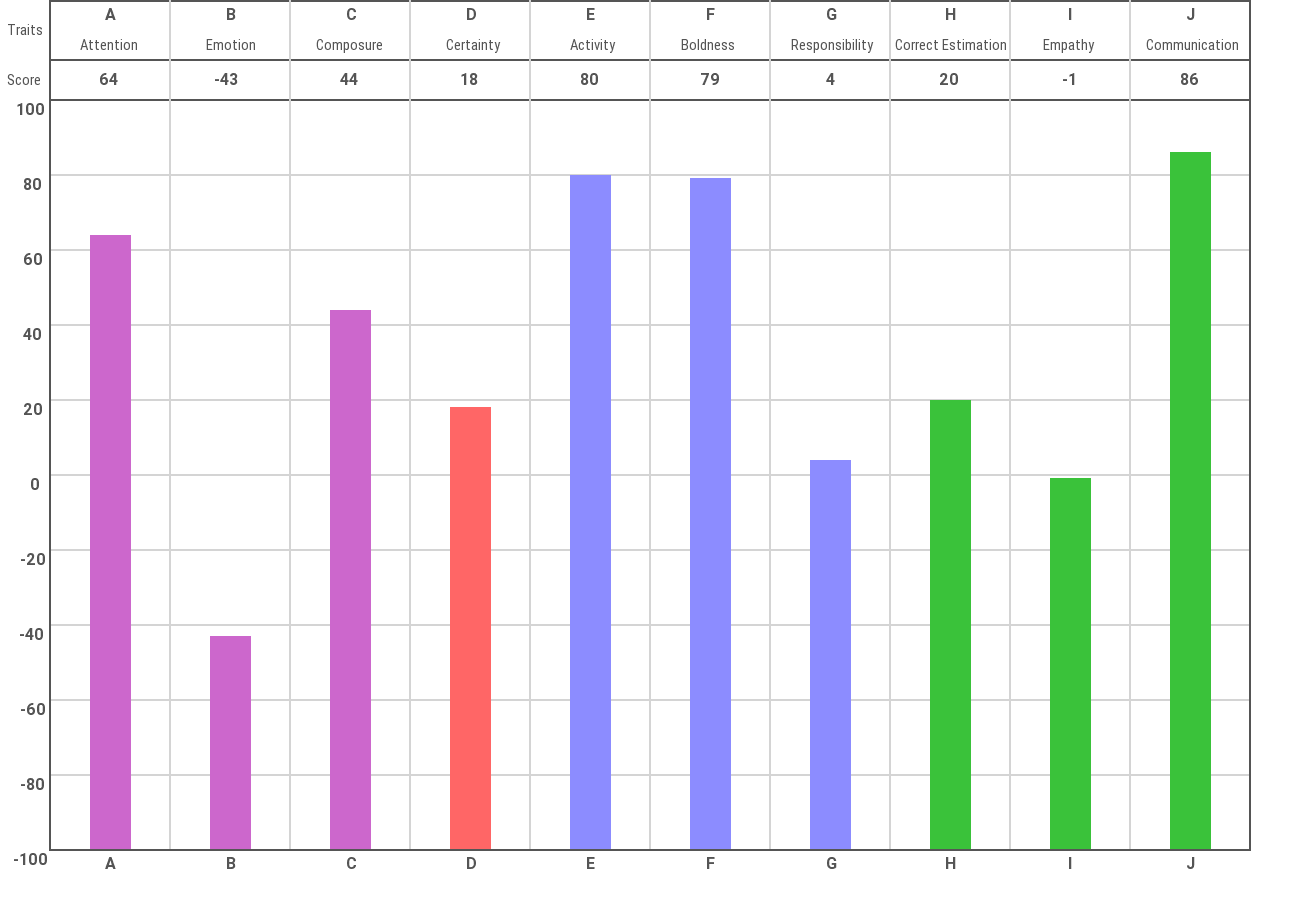 Traits A B C D E F G H I J
Attention Emotion Composure Certainty Activity Boldness Responsibility Correct Estimation Empathy Communication
Score 64 -43 44 18 80 79 4 20 -1 86
100
80
60
40
20
0
-20
-40
-60
-80
-100
A B C D E F G H I J